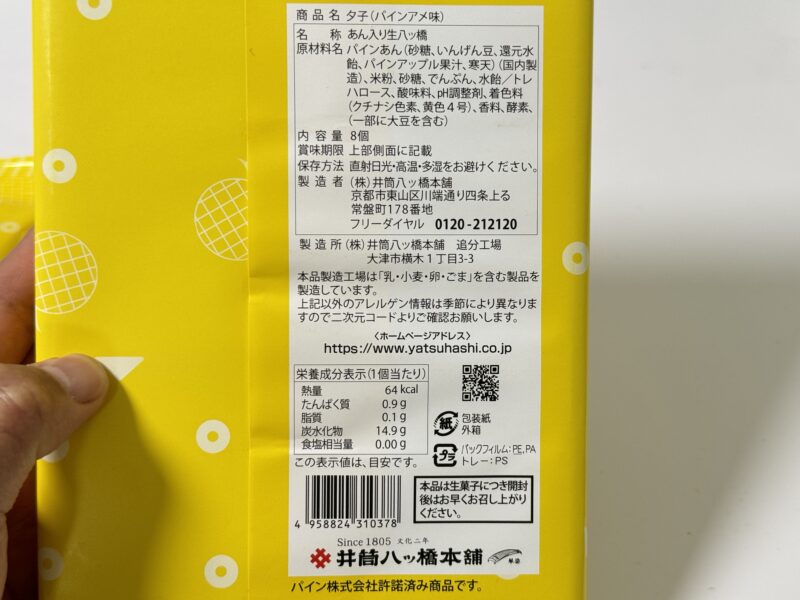 商品名 夕子(パインアメ味)
名称 あん入り生八ッ橋
原材料名 パインあん(砂糖、いんげん豆、還元水
飴、パインアップル果汁、寒天)(国内製
造)、米粉、砂糖、でんぷん、水飴/トレ
ハロース、酸味料、pH調整剤、着色料
(クチナシ色素、黄色4号)、香料、酵素、
(一部に大豆を含む)
内容量 8個
賞味期限 上部側面に記載
保存方法 直射日光・高温・多湿をお避けください。
製造者 (株)井筒八ッ橋本舗
京都市東山区川端通り四条上る
常盤町178番地
フリーダイヤル 0120-212120
製造所 (株)井筒八ッ橋本舗 追分工場
大津市横木1丁目3-3
本品製造工場は「乳・小麦・卵・ごま」を含む製品を
製造しています。
上記以外のアレルゲン情報は季節により異なりま
すので二次元コードよりご確認お願いします。
〈ホームページアドレス〉
https://www.yatsuhashi.co.jp
栄養成分表示(1個当たり)
熱量 64 kcal
たんぱく質 0.9 g
脂質 0.1 g
炭水化物 14.9 g
食塩相当量 0.00 g
この表示値は、目安です。
紙 包装紙
外箱
プラ パックフィルム:PE,PA
トレー:PS
本品は生菓子につき開封
後はお早くお召し上がり
ください。
4 958824 310378
Since 1805 文化二年
井筒八ッ橋本舗
パイン株式会社許諾済み商品です。